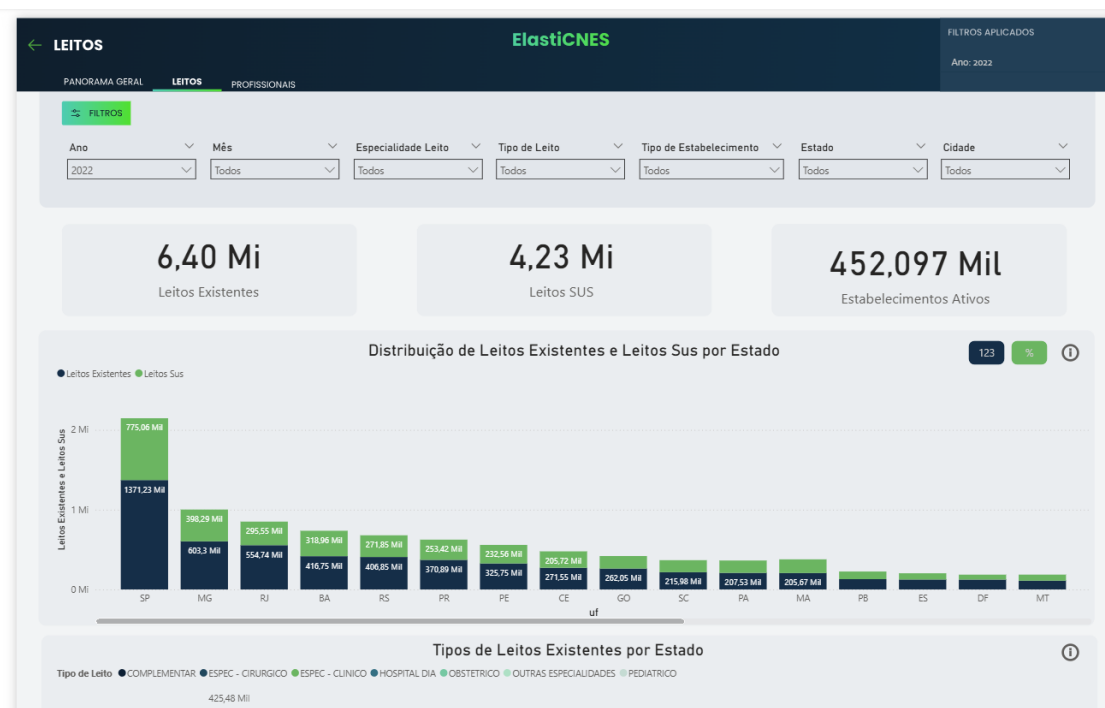 LEITOS
ElastiCNES
FILTROS APLICADOS
Ano: 2022
PANORAMA GERAL LEITOS PROFISSIONAIS
FILTROS
Ano Mês Especialidade Leito Tipo de Leito Tipo de Estabelecimento Estado Cidade
2022 Todos Todos Todos Todos Todos Todos
6,40 Mi
Leitos Existentes
4,23 Mi
Leitos SUS
452,097 Mil
Estabelecimentos Ativos
Distribuição de Leitos Existentes e Leitos Sus por Estado
123 %
Leitos Existentes Leitos Sus
Leitos Existentes e Leitos Sus
2 Mi
1 Mi
0 Mi
775,06 Mil
1371,23 Mil
398,29 Mil
603,3 Mil
295,55 Mil
554,74 Mil
318,96 Mil
416,75 Mil
271,85 Mil
406,85 Mil
253,42 Mil
370,89 Mil
232,56 Mil
325,75 Mil
205,72 Mil
271,55 Mil
262,05 Mil
215,98 Mil
207,53 Mil
205,67 Mil
SP MG RJ BA RS PR PE CE GO SC PA MA PB ES DF MT
uf
Tipos de Leitos Existentes por Estado
Tipo de Leito COMPLEMENTAR ESPEC - CIRURGICO ESPEC - CLINICO HOSPITAL DIA OBSTETRICO OUTRAS ESPECIALIDADES PEDIATRICO
425,48 Mil